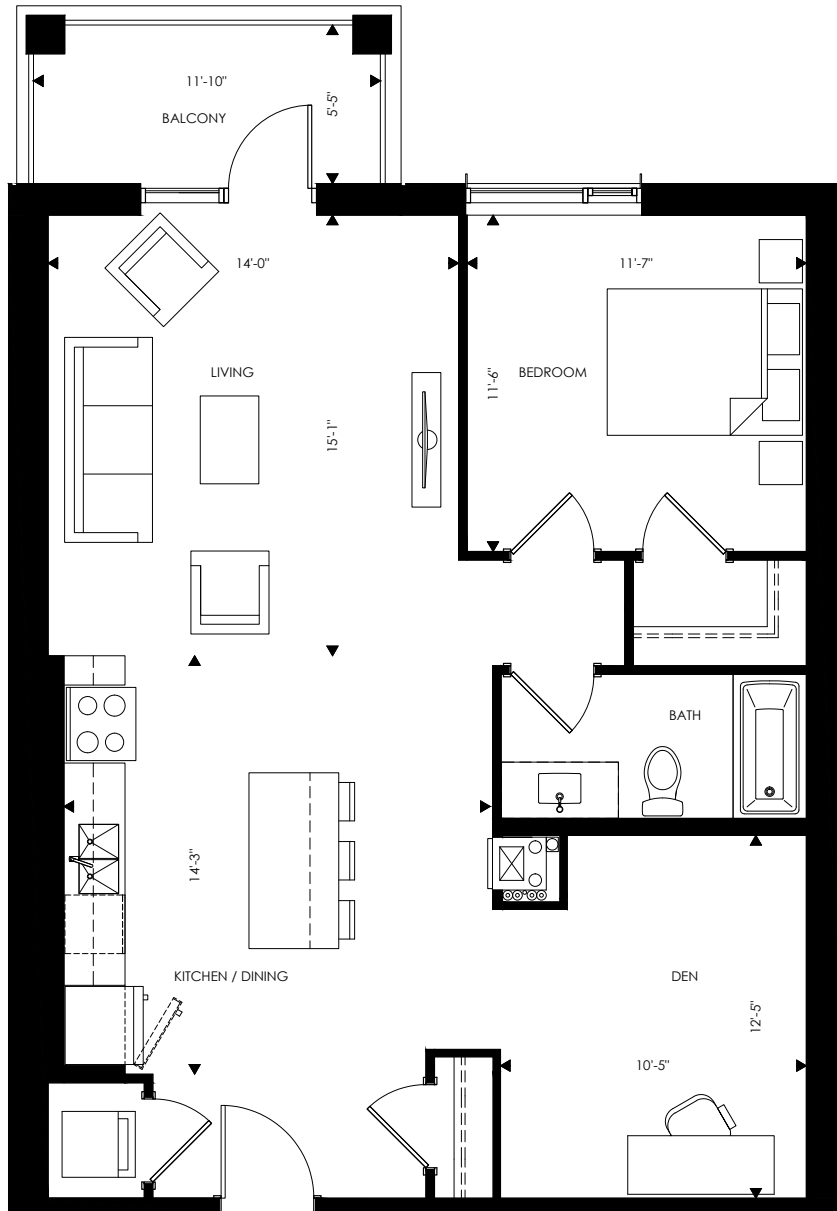 11'-10"
BALCONY
5'-5"
14'-0"
11'-7"
LIVING
BEDROOM
11'-6"
15'-1"
BATH
14'-3"
KITCHEN / DINING
DEN
12'-5"
10'-5"